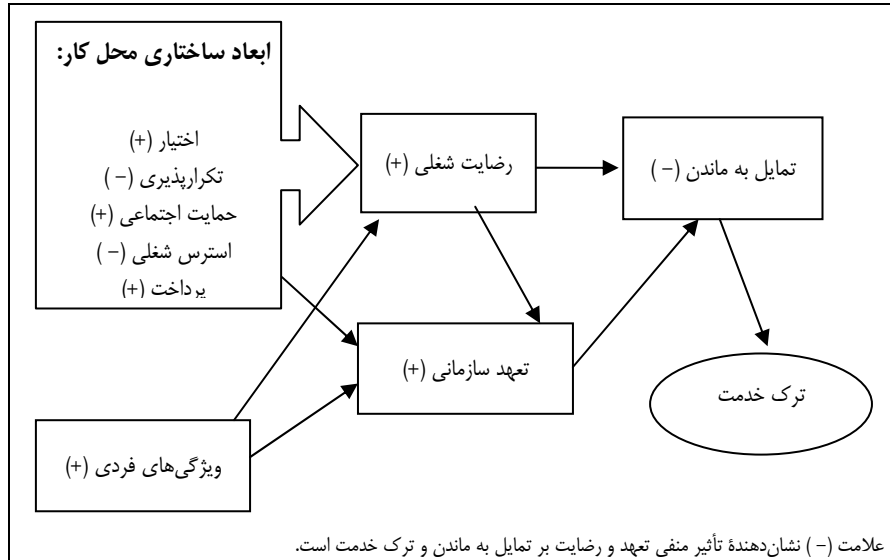 ابعاد ساختاری محل کار:
اختیار (+)
تکرارپذیری (– )
حمایت اجتماعی (+)
استرس شغلی (– )
پرداخت (+)
رضایت شغلی (+)
تمایل به ماندن (– )
تعهد سازمانی (+)
ترک خدمت
ویژگی‌های فردی (+)
علامت (– ) نشان‌دهندهٔ تأثیر منفی تعهد و رضایت بر تمایل به ماندن و ترک خدمت است.